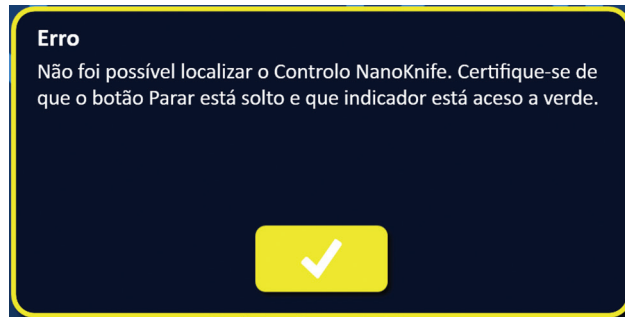 Erro
Não foi possível localizar o Controlo NanoKnife. Certifique-se de
que o botão Parar está solto e que indicador está aceso a verde.